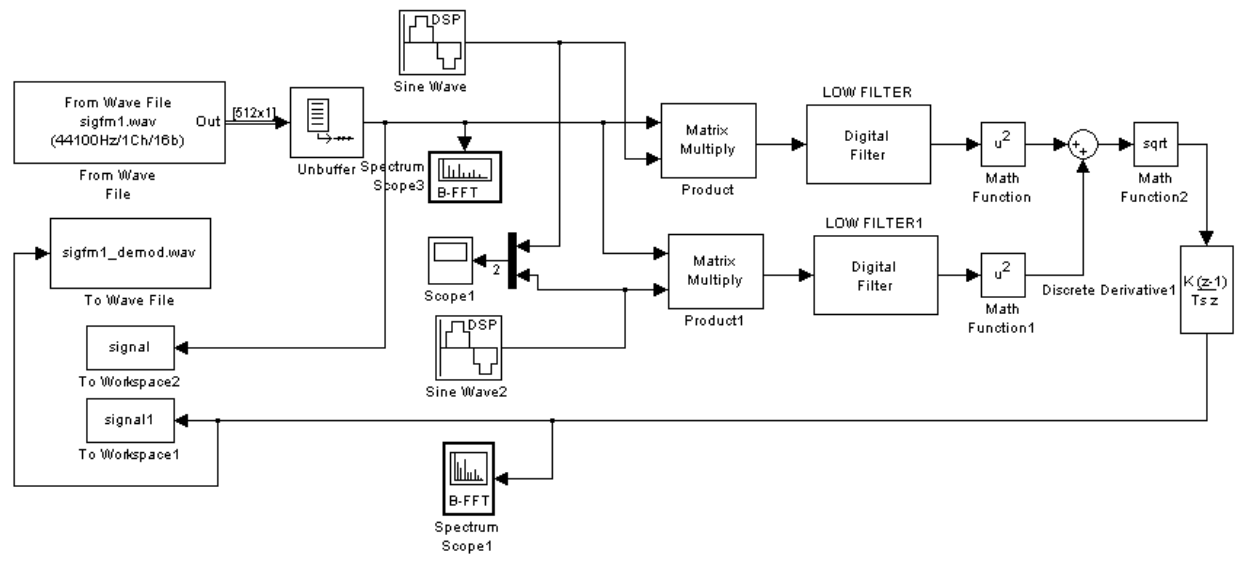 DSP
Sine Wave
From Wave File
sigfm1.wav
(44100Hz/1Ch/16b)
Out
From Wave
File
[512x1]
Unbuffer
Spectrum
Scope3
B-FFT
Matrix
Multiply
Product
LOW FILTER
Digital
Filter
u2
Math
Function
+
+
sqrt
Math
Function2
sigfm1_demod.wav
To Wave File
2
Scope1
Matrix
Multiply
Product1
LOW FILTER1
Digital
Filter
u2
Math
Function1
Discrete Derivative1
K (z-1)
Ts z
DSP
Sine Wave2
signal
To Workspace2
signal1
To Workspace1
B-FFT
Spectrum
Scope1